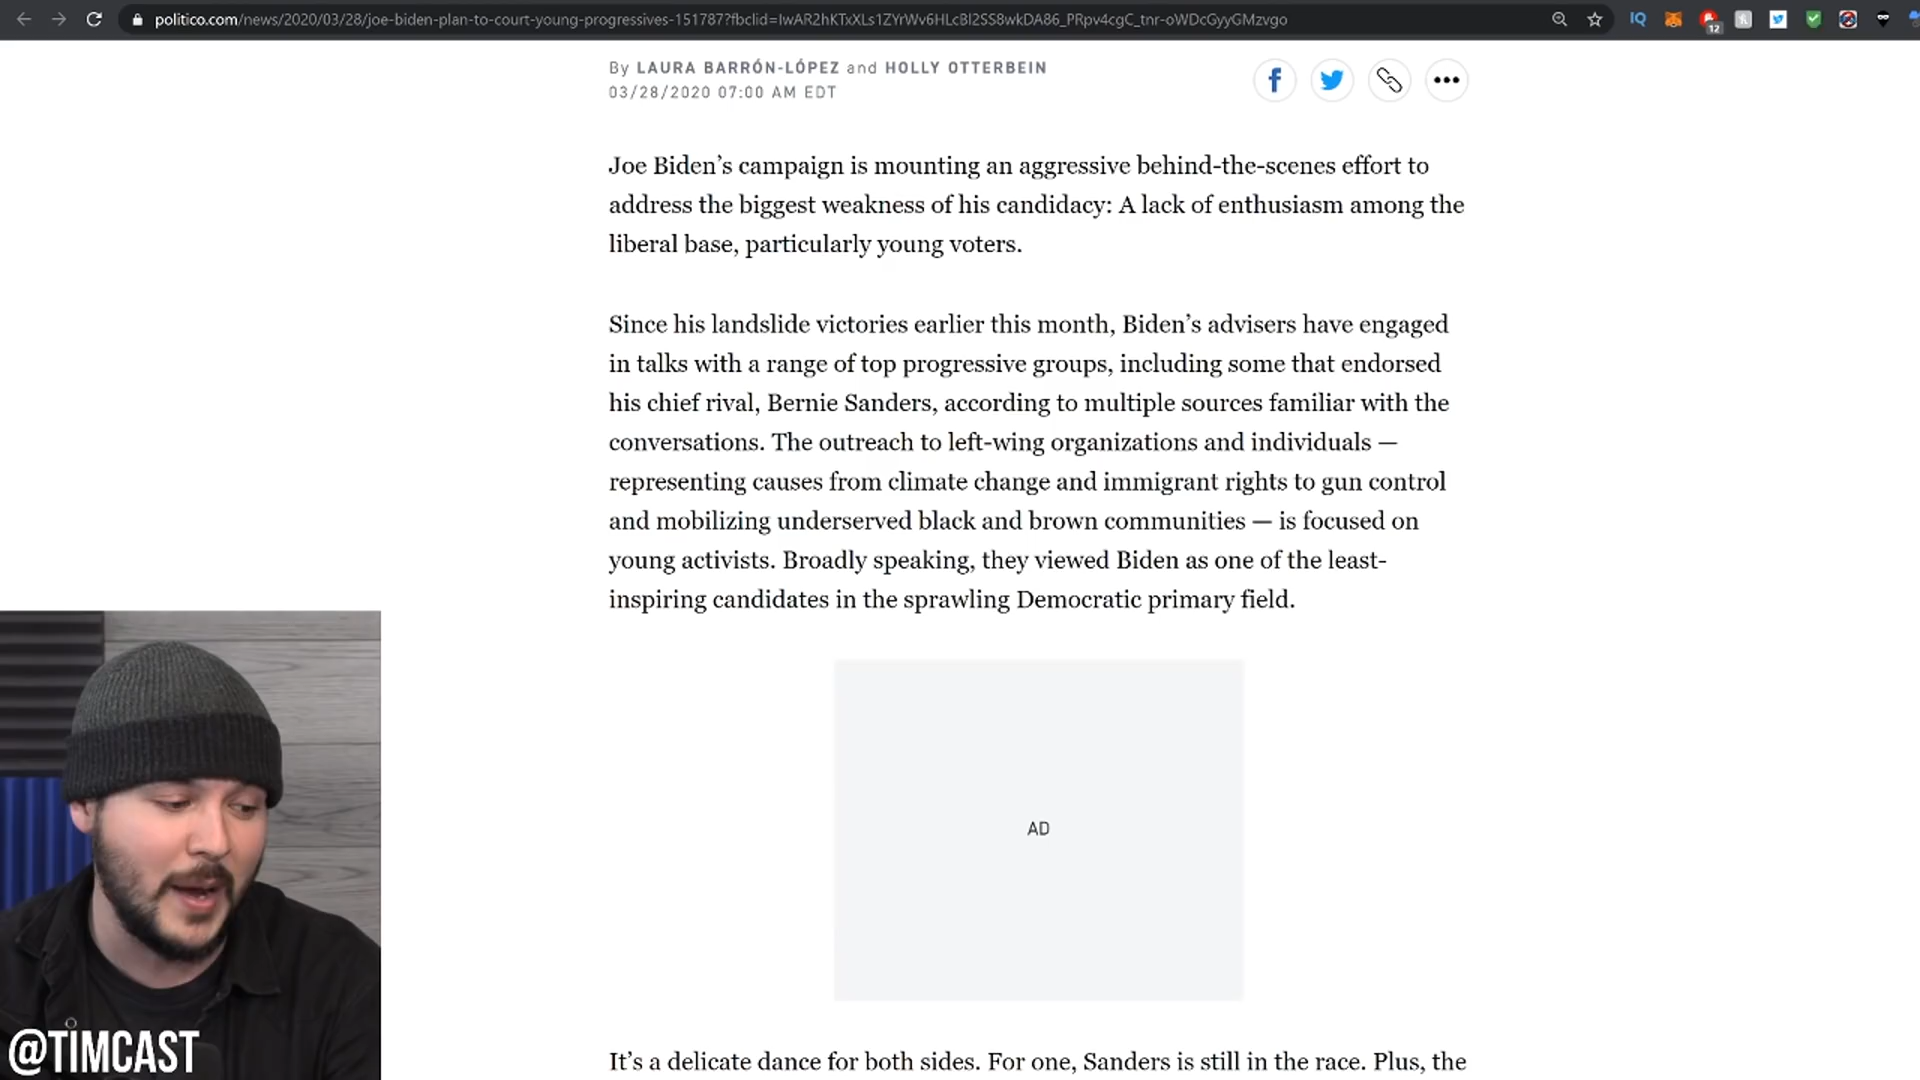 politico.com/news/2020/03/28/joe-biden-plan-to-court-young-progressives-151787?fbclid=IwAR2hKTxXLs1ZYrWv6HLcBl2SS8wkDA86_PRpv4cgC_tnr-oWDcGyyGMzvgo
IQ
12
By LAURA BARRÓN-LÓPEZ and HOLLY OTTERBEIN
03/28/2020 07:00 AM EDT
Joe Biden’s campaign is mounting an aggressive behind-the-scenes effort to
address the biggest weakness of his candidacy: A lack of enthusiasm among the
liberal base, particularly young voters.
Since his landslide victories earlier this month, Biden’s advisers have engaged
in talks with a range of top progressive groups, including some that endorsed
his chief rival, Bernie Sanders, according to multiple sources familiar with the
conversations. The outreach to left-wing organizations and individuals —
representing causes from climate change and immigrant rights to gun control
and mobilizing underserved black and brown communities — is focused on
young activists. Broadly speaking, they viewed Biden as one of the least-
inspiring candidates in the sprawling Democratic primary field.
AD
It’s a delicate dance for both sides. For one, Sanders is still in the race. Plus, the
@TIMCAST